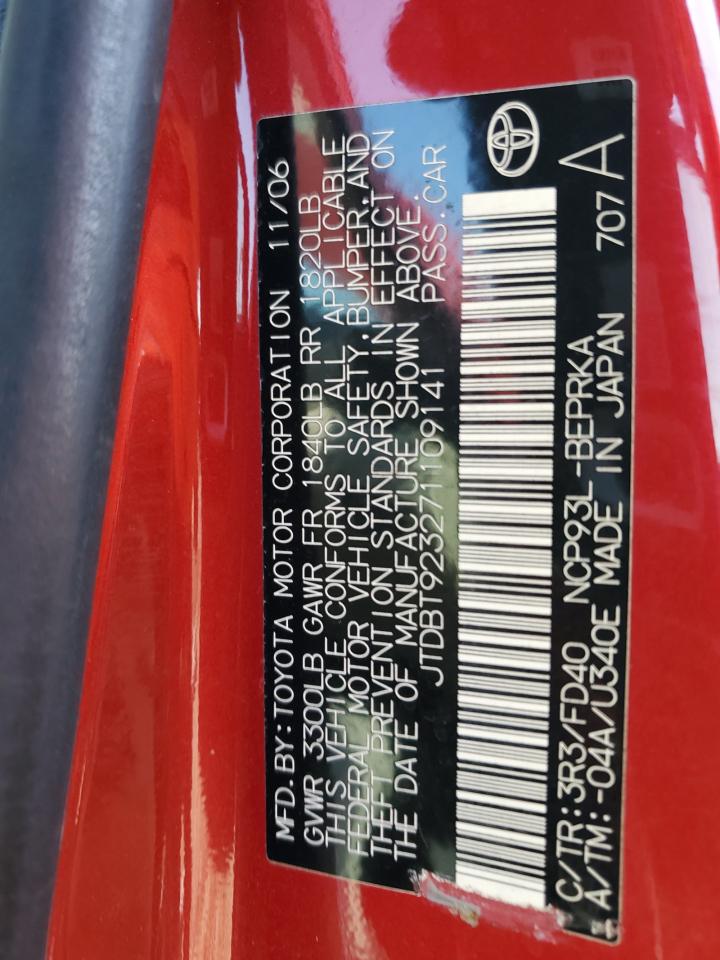 MFD.BY:TOYOTA MOTOR CORPORATION 11/06
GVWR 3300LB GAWR FR 1840LB RR 1820LB
THIS VEHICLE CONFORMS TO ALL APPLICABLE
FEDERAL MOTOR VEHICLE SAFETY,BUMPER,AND
THEFT PREVENTION STANDARDS IN EFFECT ON
THE DATE OF MANUFACTURE SHOWN ABOVE.
JTDBT923271109141 PASS.CAR
C/TR:3R3/FD40 NCP93L-BEPRKA
A/TM:-04A/U340E MADE IN JAPAN 707 A